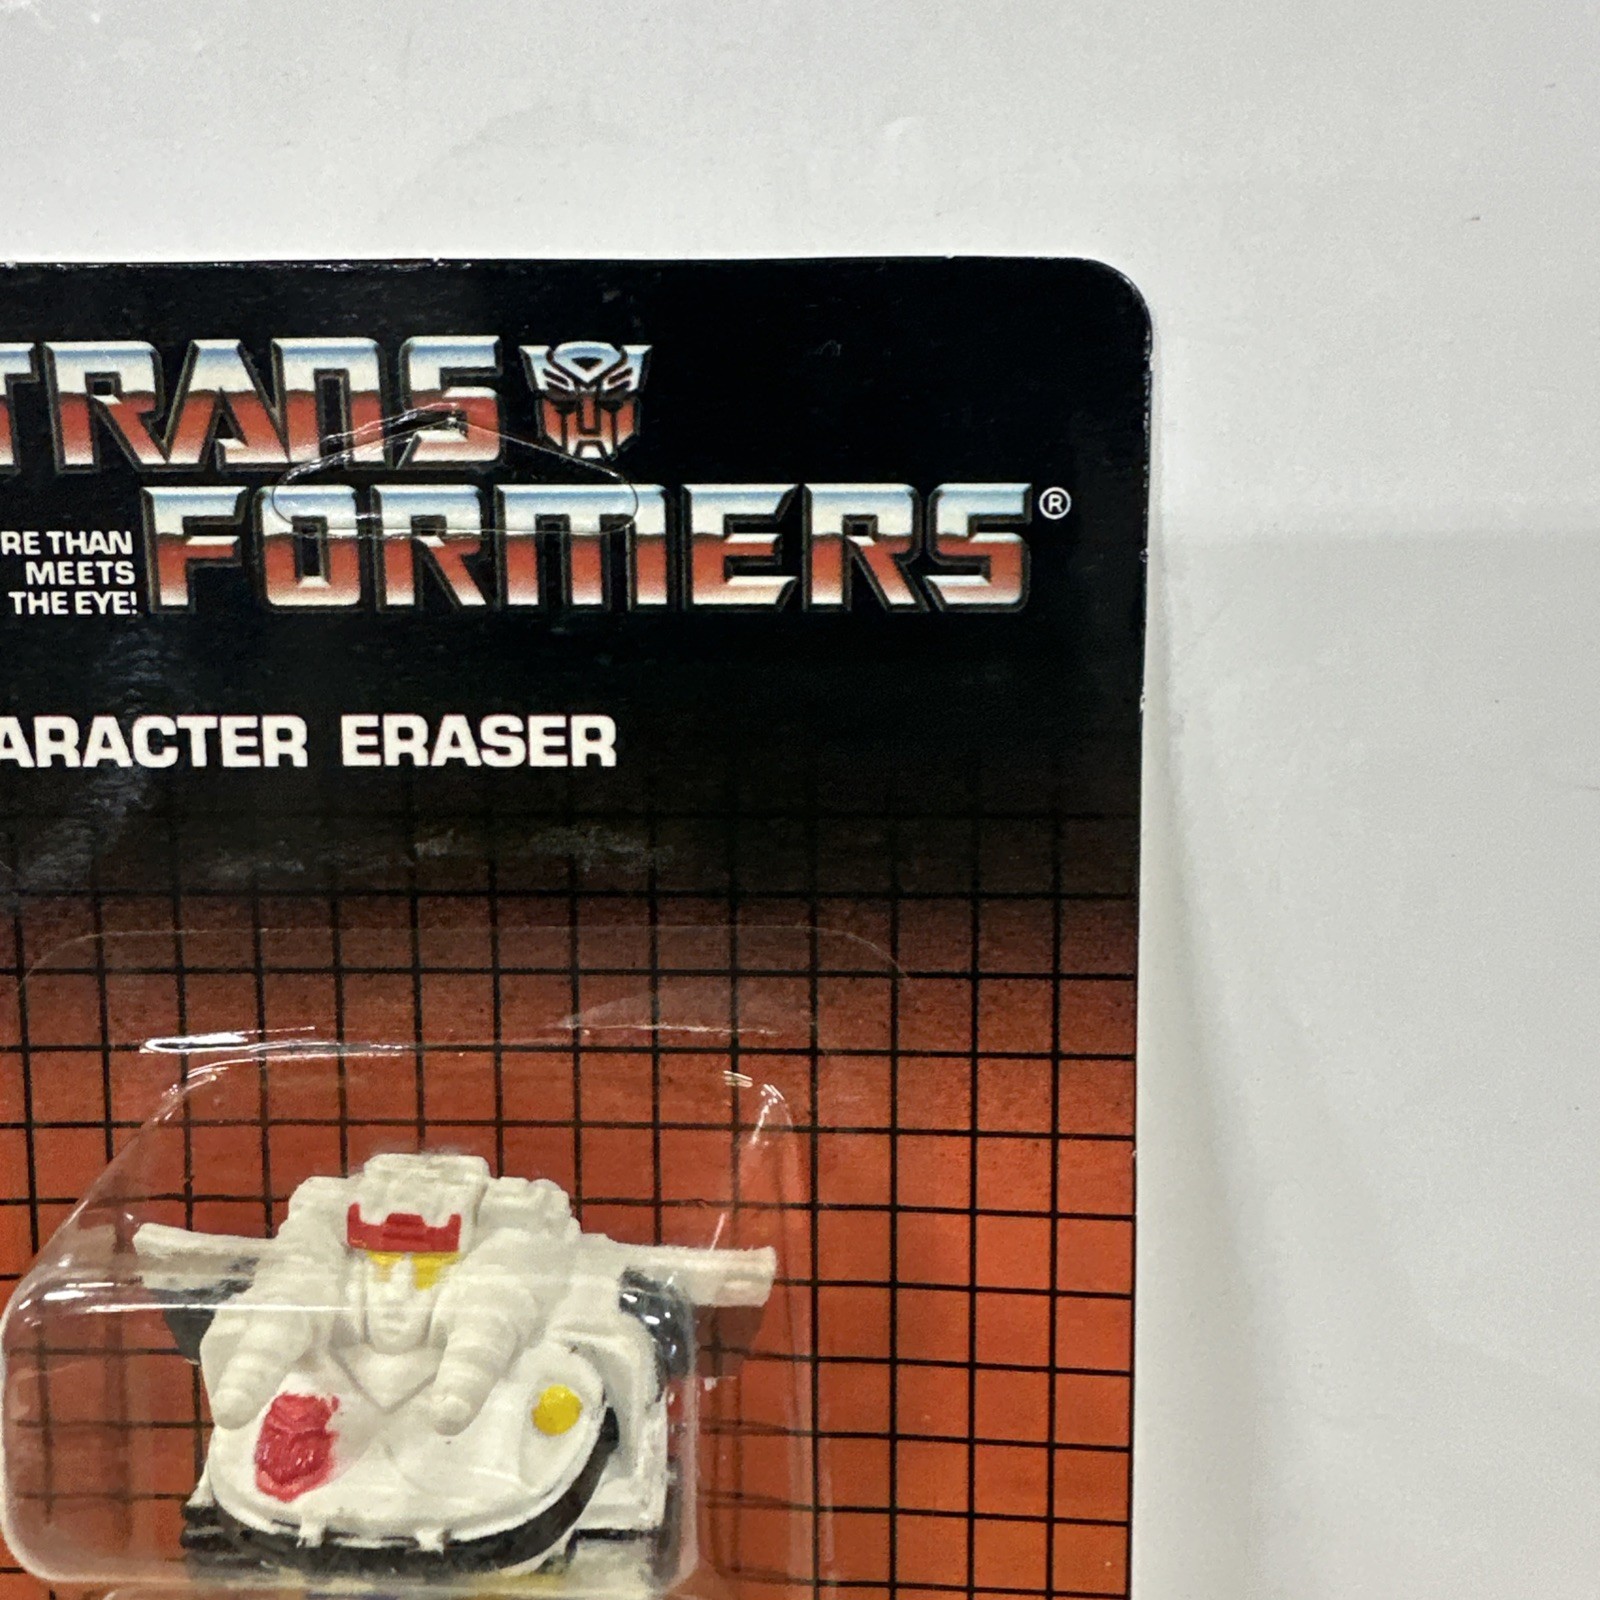 TRANS
FORMERS®
RE THAN
MEETS
THE EYE!
ARACTER ERASER